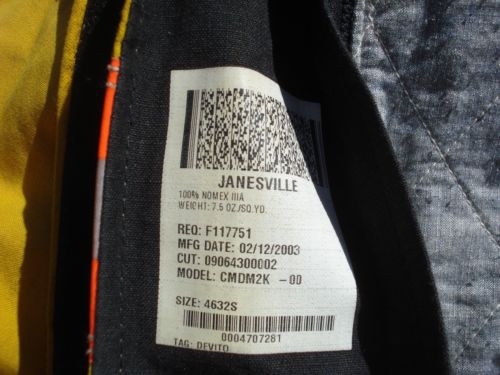 JANESVILLE
100% NOMEX IIIA
WEIGHT: 7.5 OZ./SQ.YD.
REQ: F117751
MFG DATE: 02/12/2003
CUT: 09064300002
MODEL: CMDM2K -00
SIZE: 4632S
0004707281
TAG: DEVITO